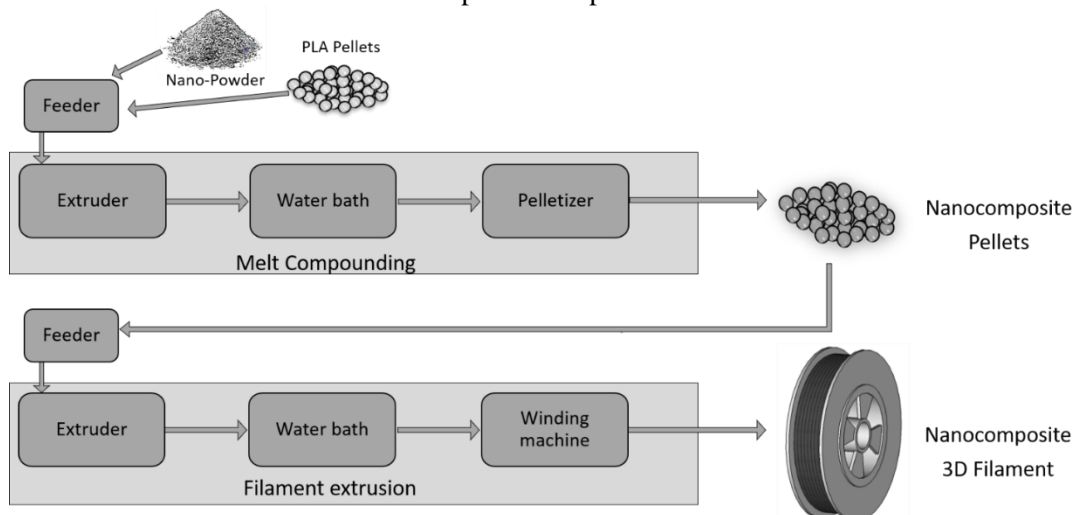 PLA Pellets
Nano-Powder
Feeder
Extruder
Water bath
Pelletizer
Melt Compounding
Nanocomposite
Pellets
Feeder
Extruder
Water bath
Winding
machine
Filament extrusion
Nanocomposite
3D Filament